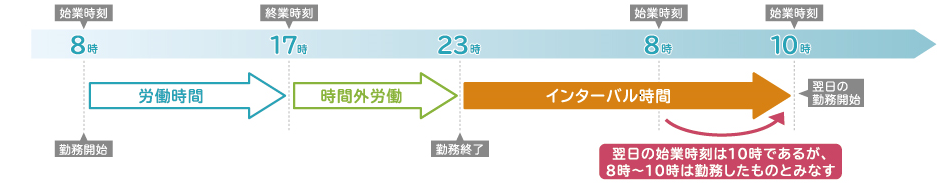 始業時刻
終業時刻
始業時刻
始業時刻
8時
17時
23時
8時
10時
労働時間
時間外労働
インターバル時間
翌日の
勤務開始
勤務開始
勤務終了
翌日の始業時刻は10時であるが、
8時～10時は勤務したものとみなす